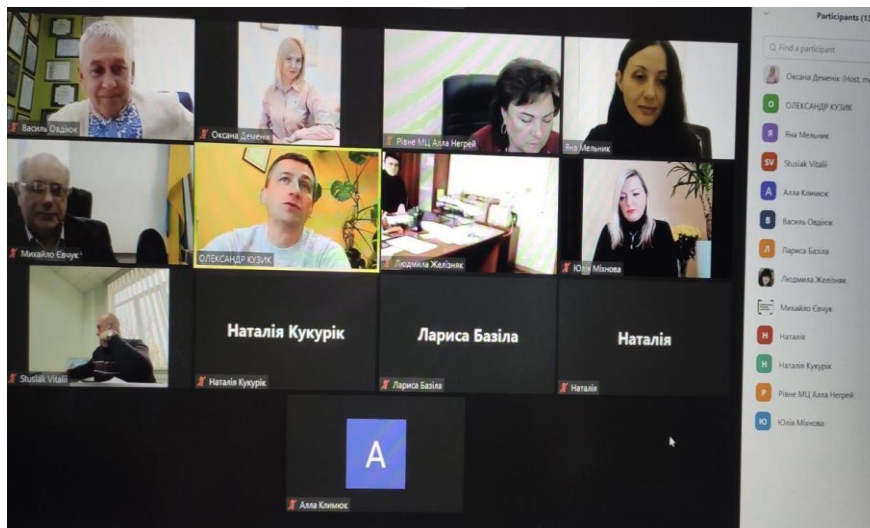 Василь Овдіюк
Оксана Деменік
Рівне МЦ Алла Негрей
Яна Мельник
Михайло Євчук
ОЛЕКСАНДР КУЗИК
Людмила Желізняк
Юлія Міхнова
Stusiak Vitalii
Наталія Кукурік
Наталія Кукурік
Лариса Базіла
Лариса Базіла
Наталія
Наталія
A
Алла Климюк
Participants (13
Find a participant
Оксана Деменік (Host, m
О ОЛЕКСАНДР КУЗИК
Я Яна Мельник
SV Stusiak Vitalii
А Алла Климюк
В Василь Овдіюк
Л Лариса Базіла
Людмила Желізняк
Михайло Євчук
Н Наталія
Н Наталія Кукурік
Р Рівне МЦ Алла Негрей
Ю Юлія Міхнова